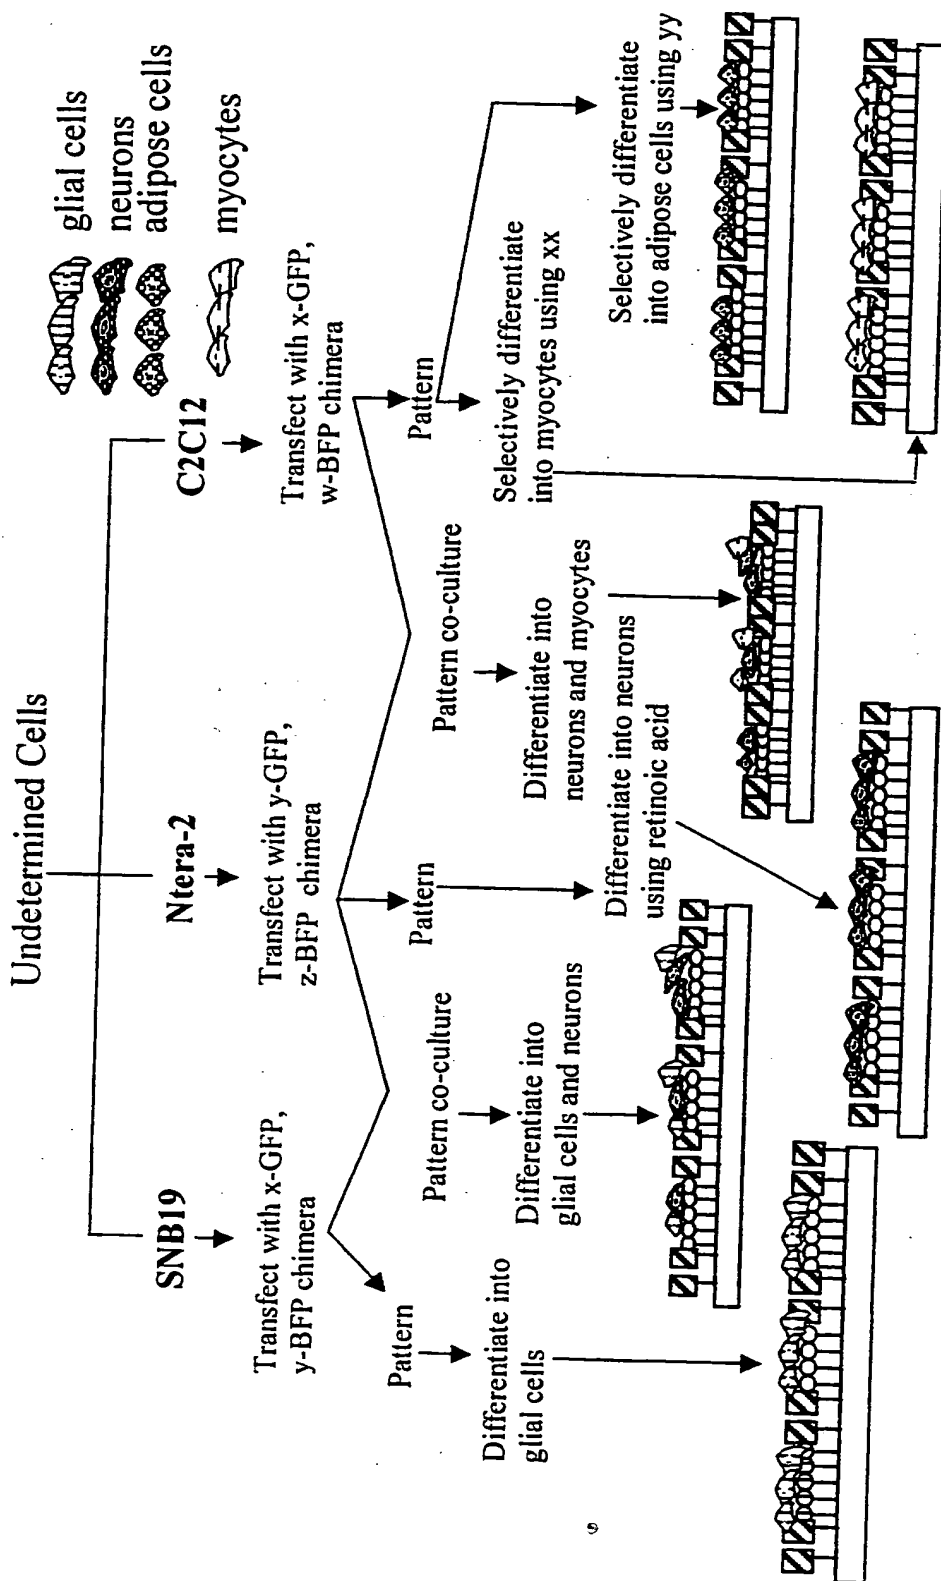 Undetermined Cells
glial cells
neurons
adipose cells
myocytes
SNB19
Ntera-2
C2C12
Transfect with x-GFP,
y-BFP chimera
Transfect with y-GFP,
z-BFP chimera
Transfect with x-GFP,
w-BFP chimera
Pattern
Pattern co-culture
Pattern
Pattern co-culture
Pattern
Differentiate into
glial cells
Differentiate into
glial cells and neurons
Differentiate into neurons
using retinoic acid
Differentiate into
neurons and myocytes
Selectively differentiate
into myocytes using xx
Selectively differentiate
into adipose cells using yy